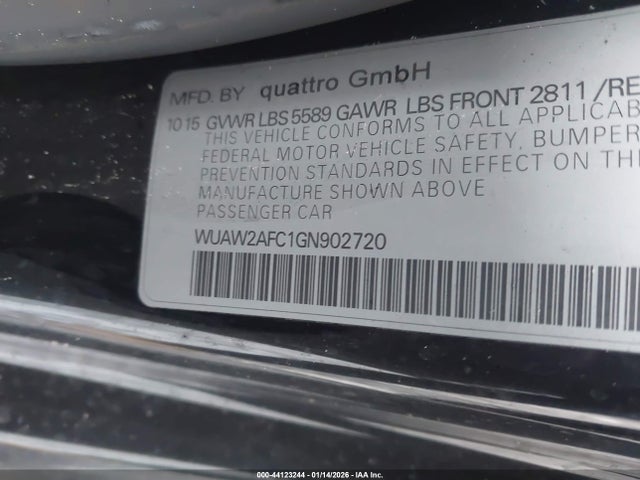 MFD. BY quattro GmbH
10 15 GVWR LBS 5589 GAWR LBS FRONT 2811 /RE
THIS VEHICLE CONFORMS TO ALL APPLICAB
FEDERAL MOTOR VEHICLE SAFETY, BUMPER
PREVENTION STANDARDS IN EFFECT ON THE
MANUFACTURE SHOWN ABOVE
PASSENGER CAR
WUAW2AFC1GN902720
000-44123244 - 01/14/2026 - IAA Inc.